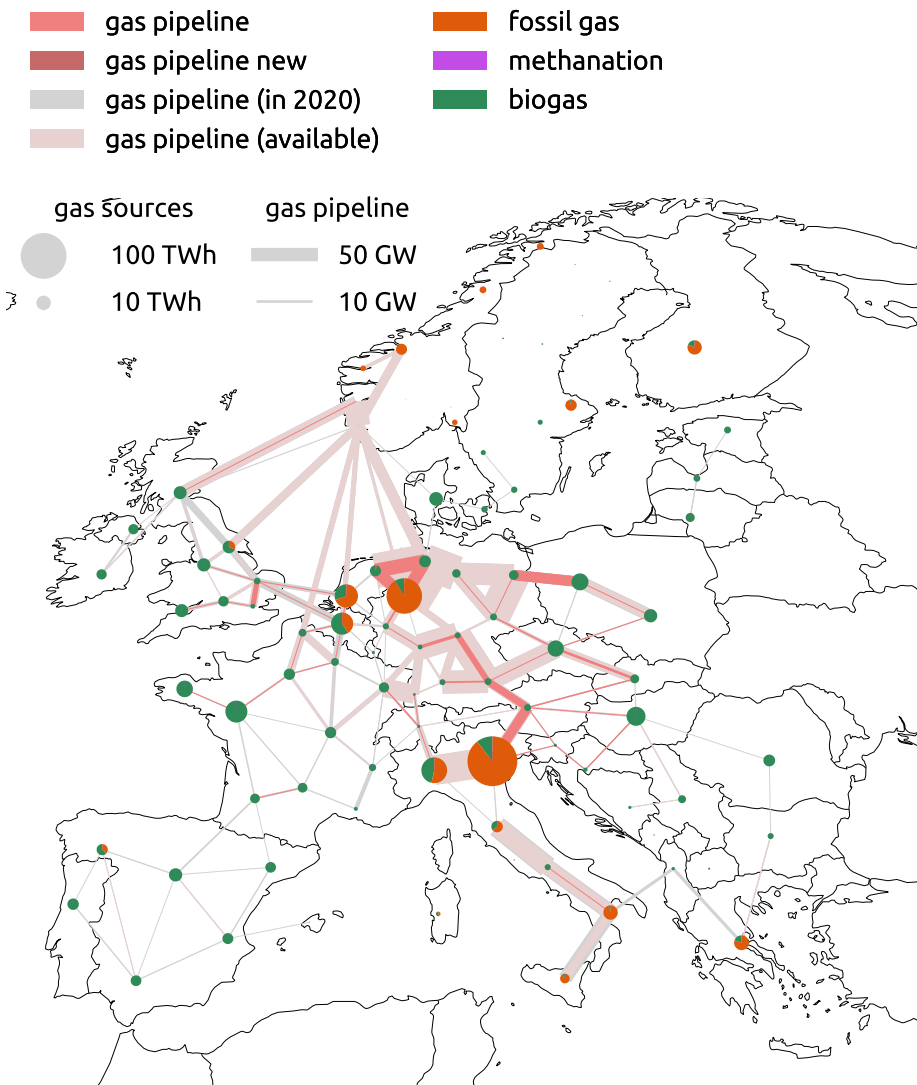 gas pipeline
gas pipeline new
gas pipeline (in 2020)
gas pipeline (available)
fossil gas
methanation
biogas
gas sources
100 TWh
10 TWh
gas pipeline
50 GW
10 GW